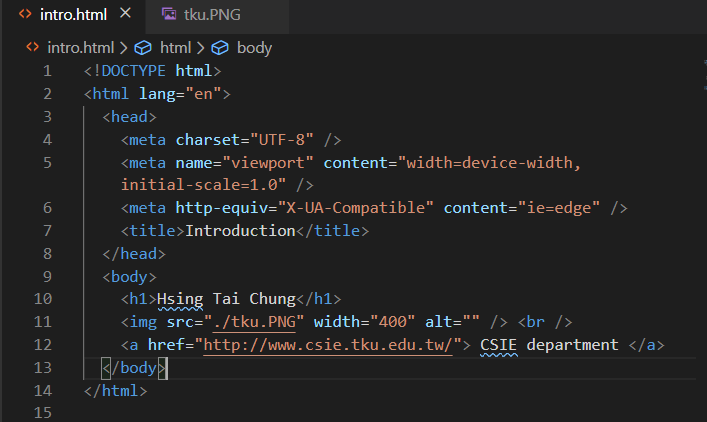 intro.html tku.PNG
intro.html > html > body
1 <!DOCTYPE html>
2 <html lang="en">
3 <head>
4 <meta charset="UTF-8" />
5 <meta name="viewport" content="width=device-width,
initial-scale=1.0" />
6 <meta http-equiv="X-UA-Compatible" content="ie=edge" />
7 <title>Introduction</title>
8 </head>
9 <body>
10 <h1>Hsing Tai Chung</h1>
11 <img src="./tku.PNG" width="400" alt="" /> <br />
12 <a href="http://www.csie.tku.edu.tw/"> CSIE department </a>
13 </body>
14 </html>
15